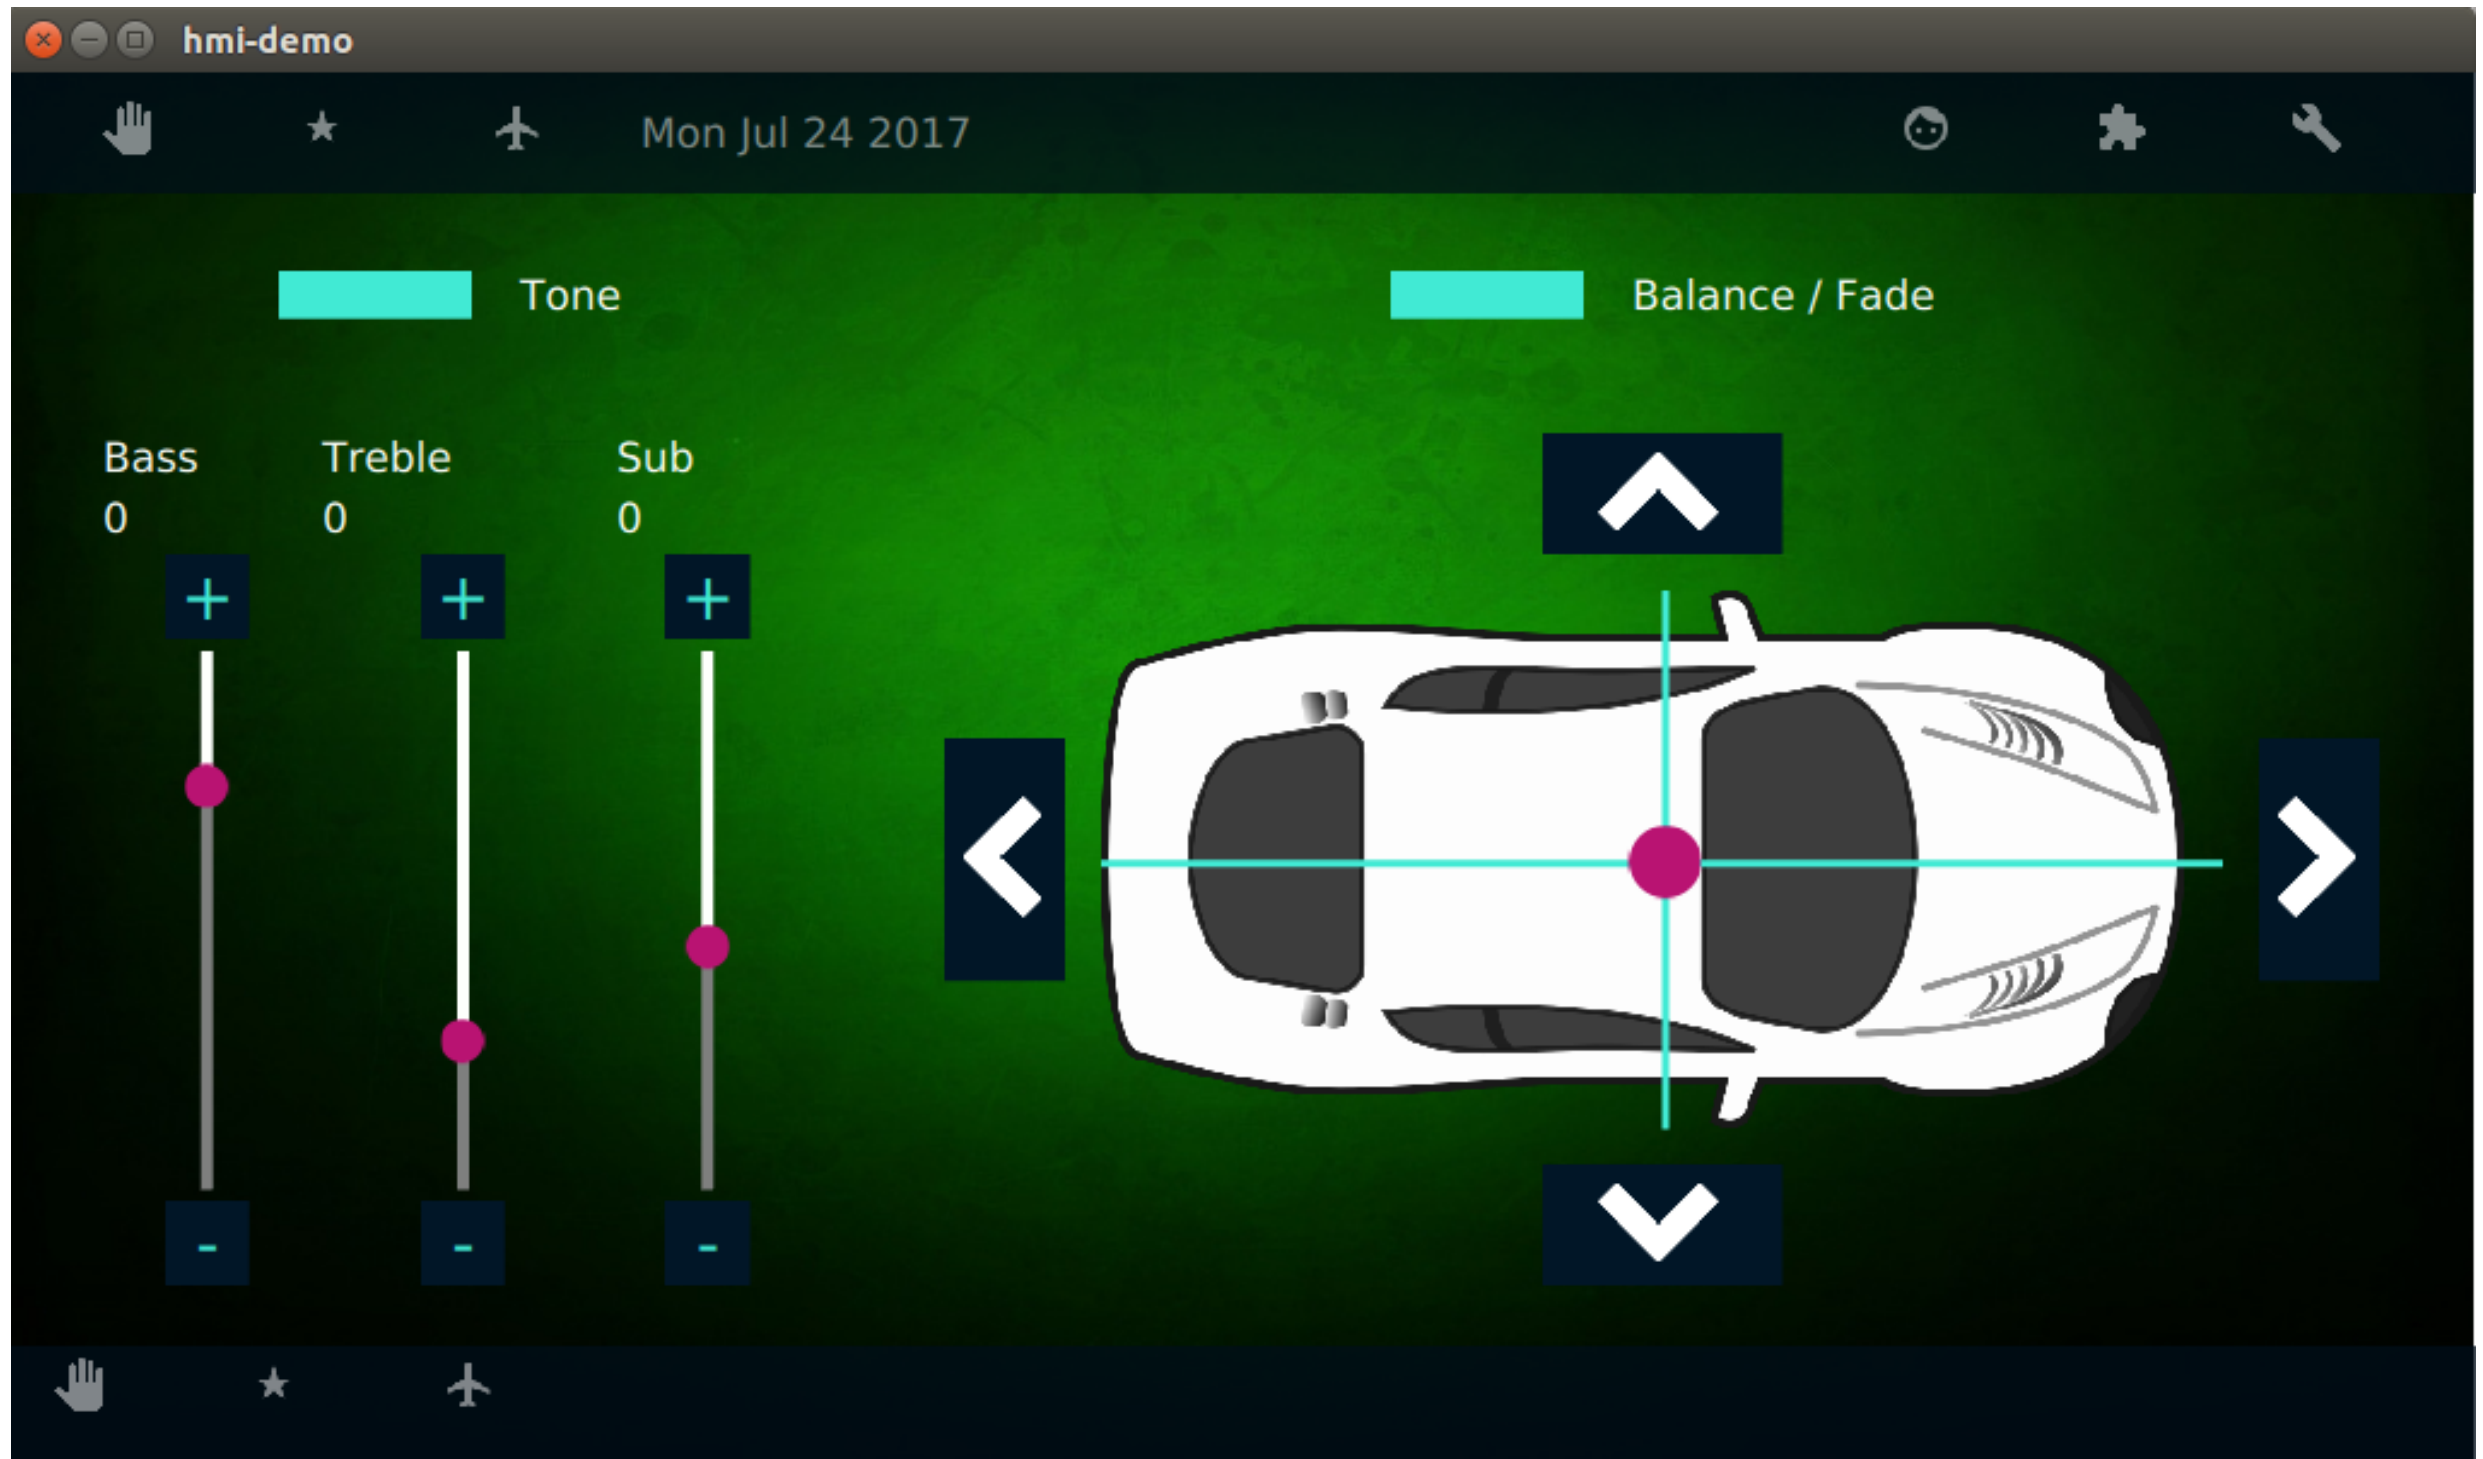 hmi-demo
Mon Jul 24 2017
Tone
Balance / Fade
Bass
Treble
Sub
0
0
0
+
+
+
-
-
-